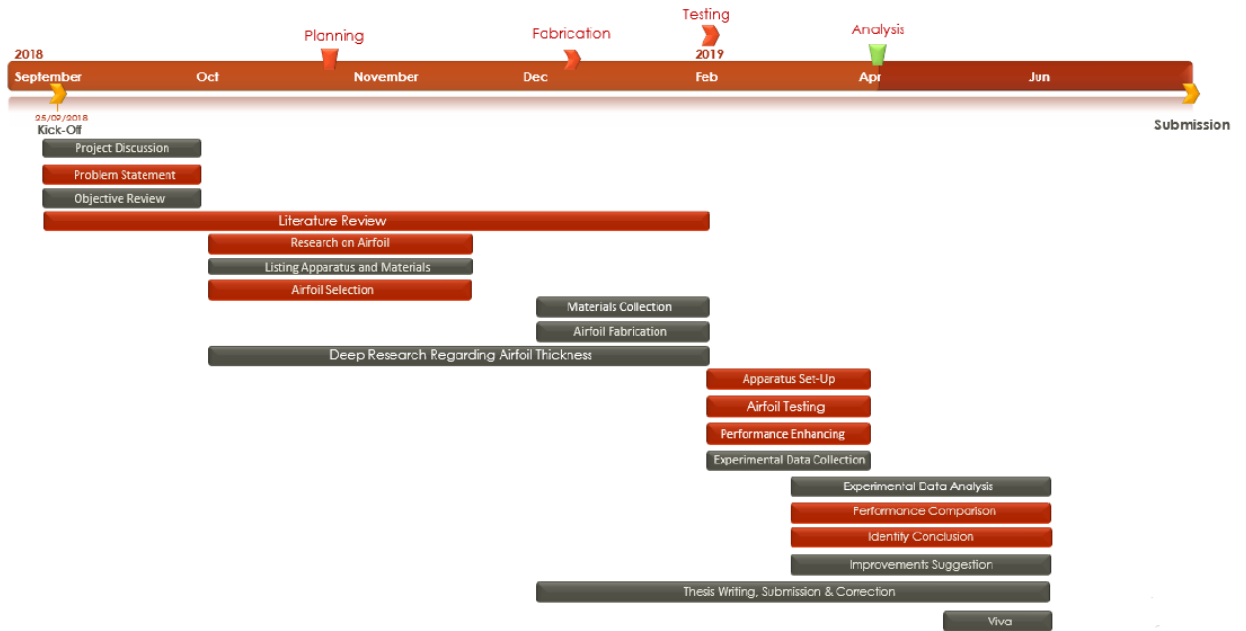 Testing
Planning
Fabrication
Analysis
2018
2019
September Oct November Dec Feb Apr Jun
25/09/2018
Kick-Off
Submission
Project Discussion
Problem Statement
Objective Review
Literature Review
Research on Airfoil
Listing Apparatus and Materials
Airfoil Selection
Materials Collection
Airfoil Fabrication
Deep Research Regarding Airfoil Thickness
Apparatus Set-Up
Airfoil Testing
Performance Enhancing
Experimental Data Collection
Experimental Data Analysis
Performance Comparison
Identity Conclusion
Improvements Suggestion
Thesis Writing, Submission & Correction
Viva